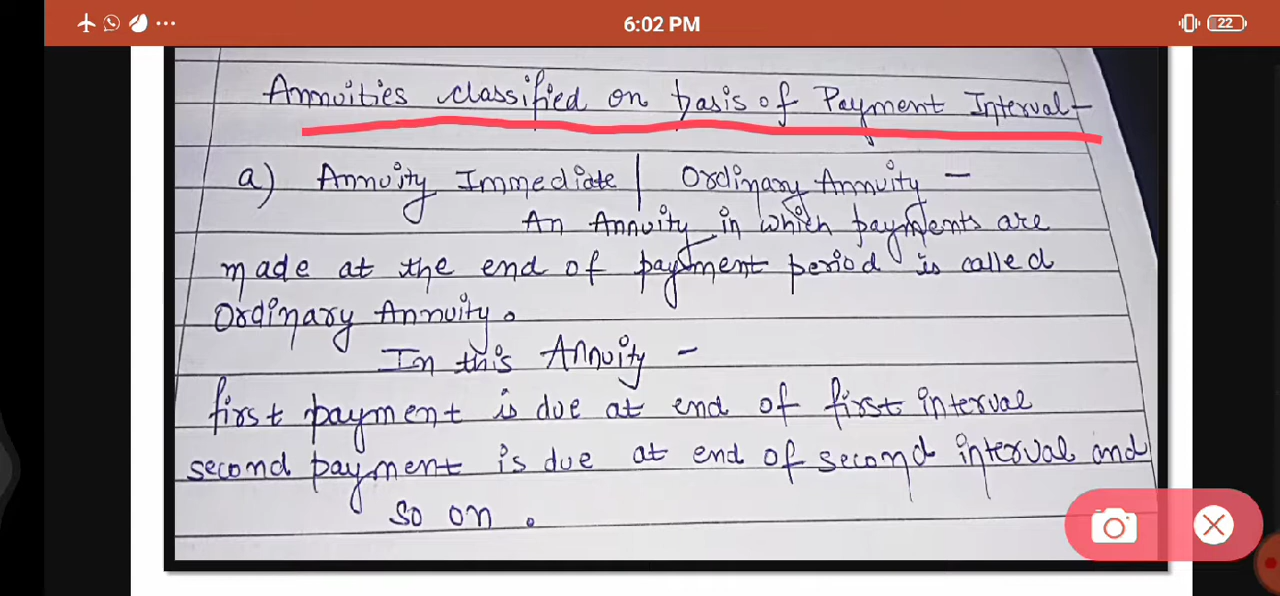 6:02 PM
22
Annuities classified on basis of Payment Interval-
a) Annuity Immediate | Ordinary Annuity -
An Annuity in which payments are
made at the end of payment period is called
Ordinary Annuity.
In this Annuity -
first payment is due at end of first interval
second payment is due at end of second interval and
so on.